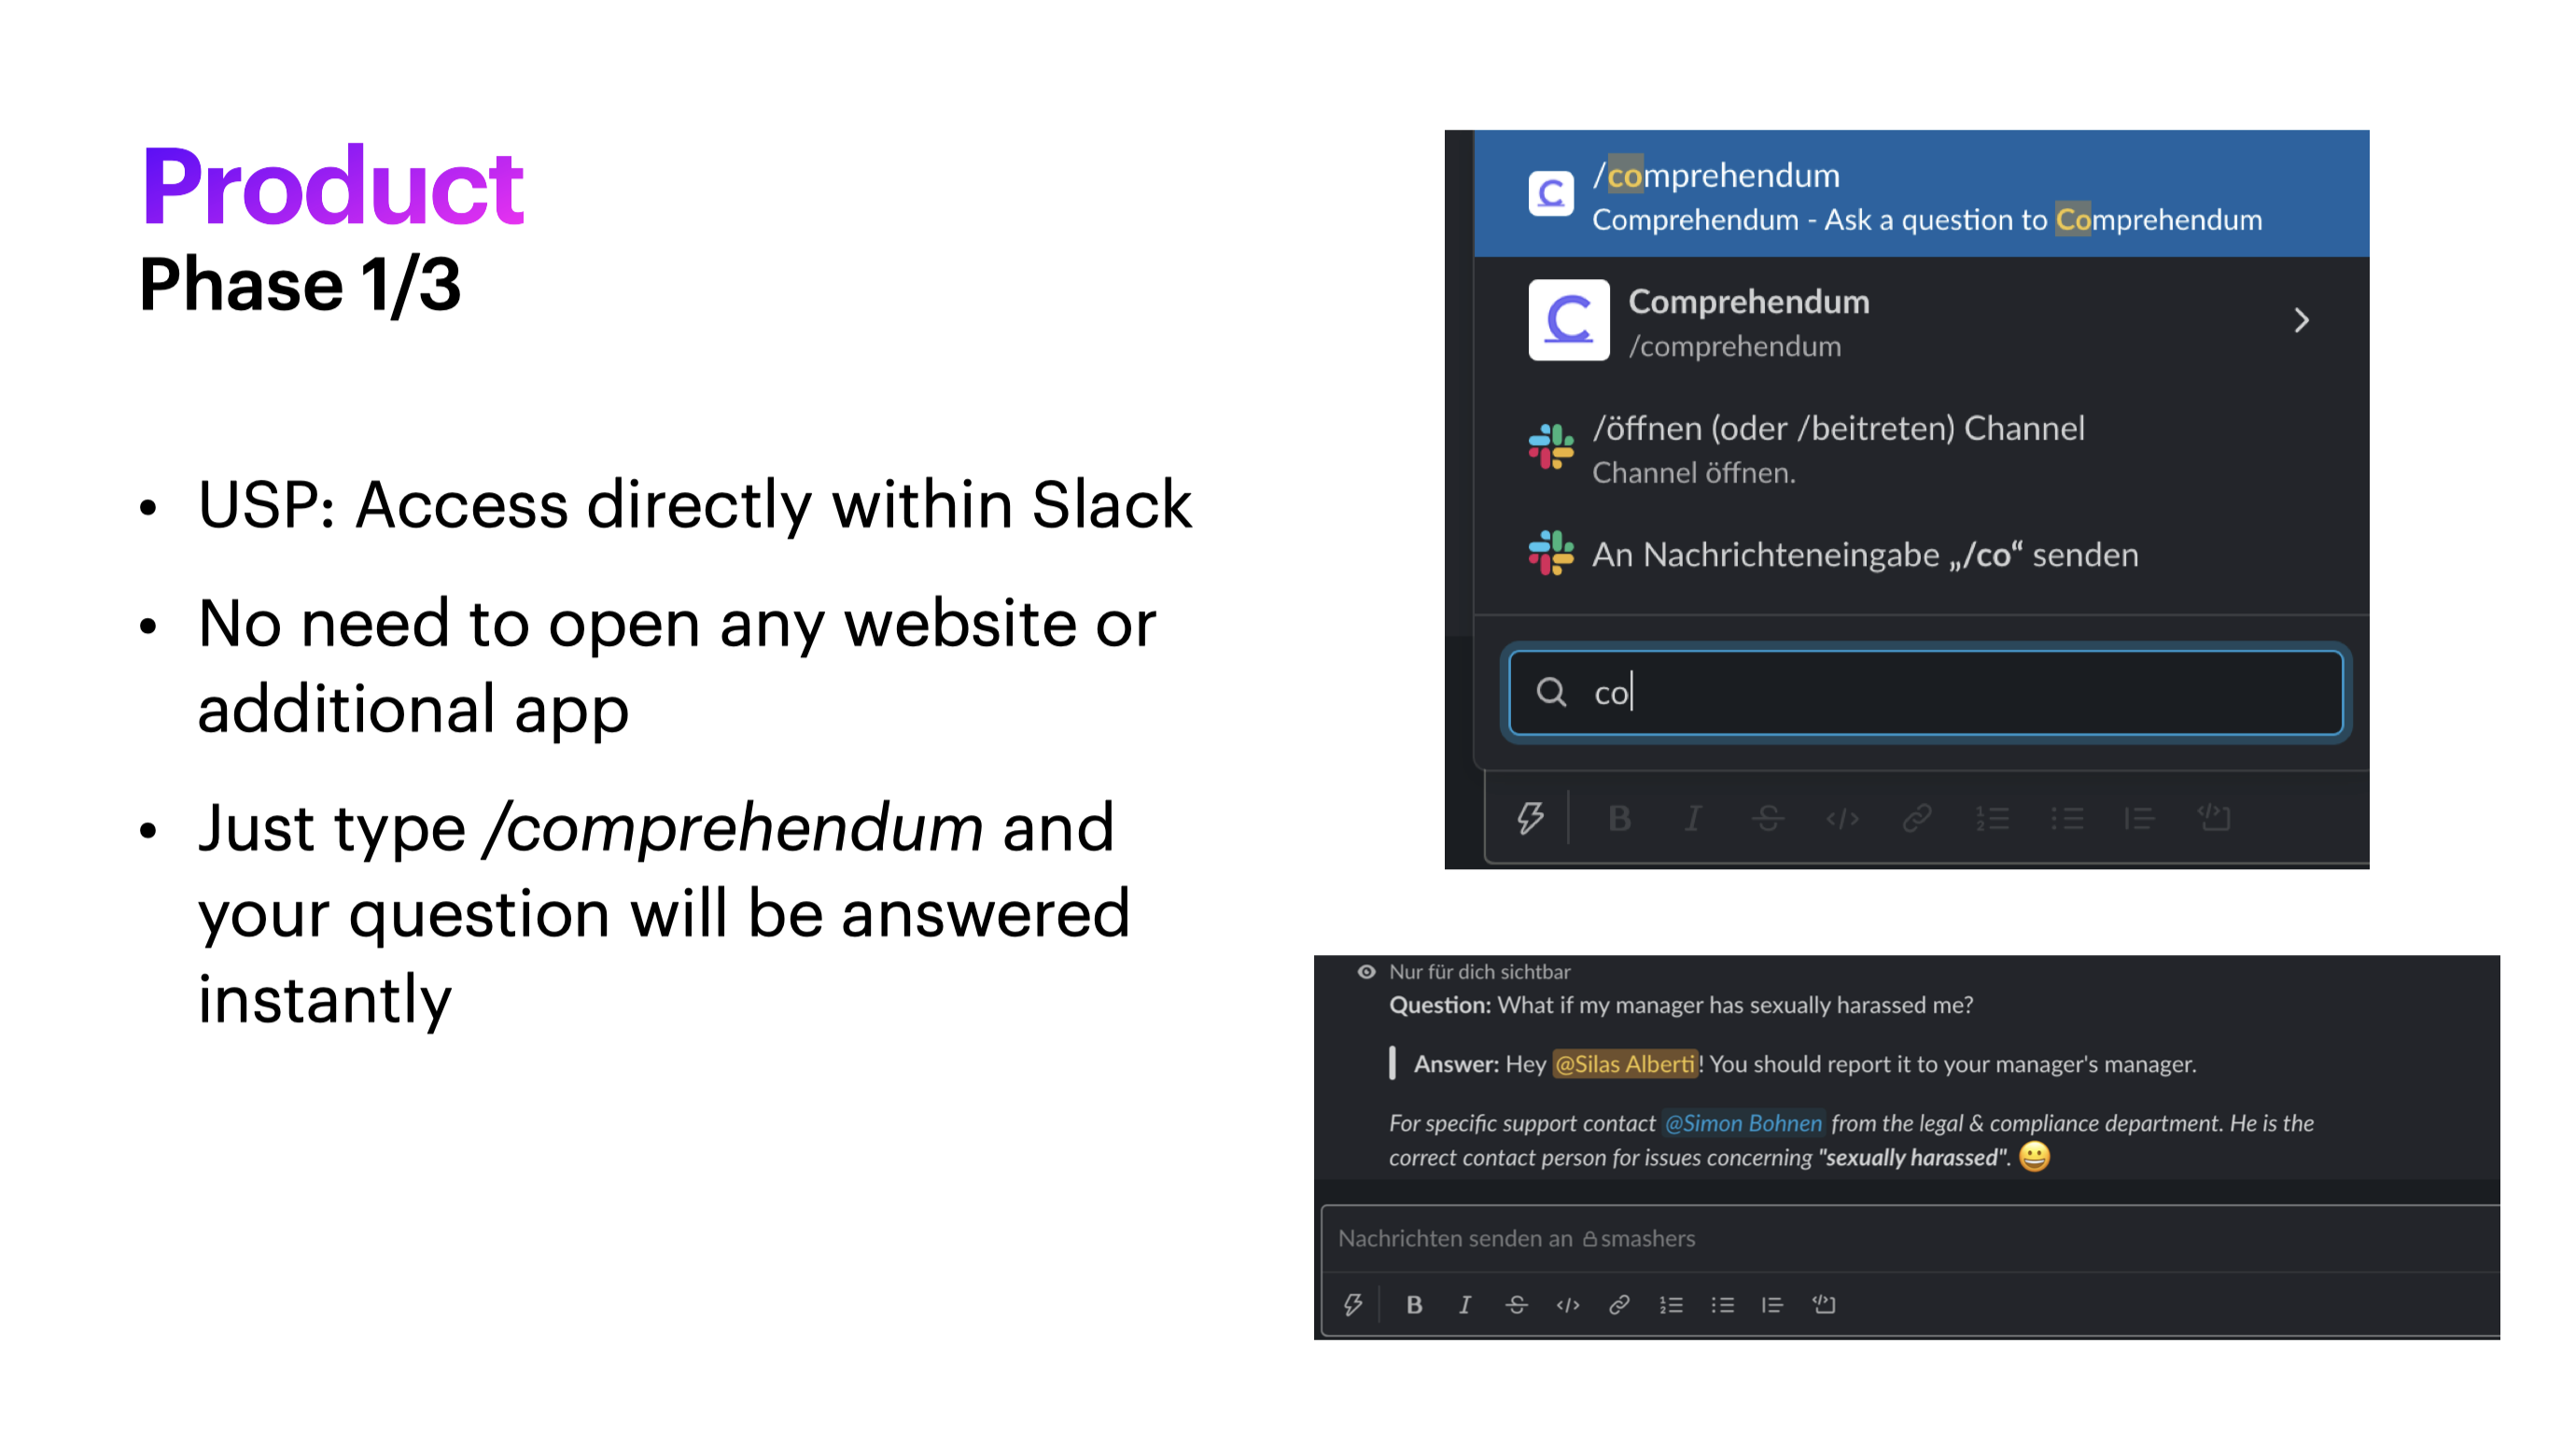 Product
Phase 1/3
• USP: Access directly within Slack
• No need to open any website or
additional app
• Just type /comprehendum and
your question will be answered
instantly
/comprehendum
Comprehendum - Ask a question to Comprehendum
Comprehendum
/comprehendum
/öffnen (oder /beitreten) Channel
Channel öffnen.
An Nachrichteneingabe „/co“ senden
co
Nur für dich sichtbar
Question: What if my manager has sexually harassed me?
Answer: Hey @Silas Alberti! You should report it to your manager's manager.
For specific support contact @Simon Bohnen from the legal & compliance department. He is the
correct contact person for issues concerning "sexually harassed". 😀
Nachrichten senden an smashers